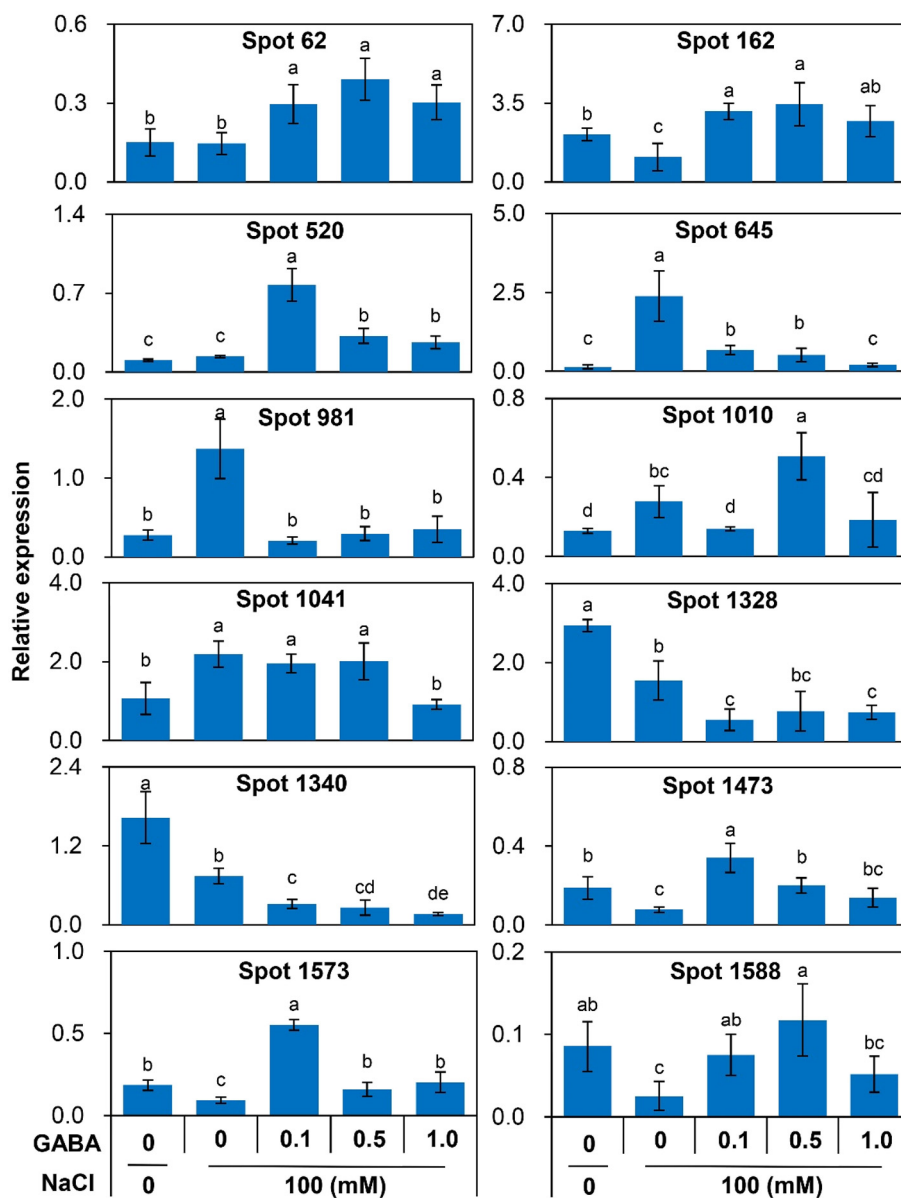 Relative expression
0.6
0.3
0.0
Spot 62
b b a a a
7.0
3.5
0.0
Spot 162
b c a a ab
1.4
0.7
0.0
Spot 520
c c a b b
5.0
2.5
0.0
Spot 645
c a b b c
2.0
1.0
0.0
Spot 981
b a b b b
0.8
0.4
0.0
Spot 1010
d bc d a cd
4.0
2.0
0.0
Spot 1041
b a a a b
4.0
2.0
0.0
Spot 1328
a b c bc c
2.4
1.2
0.0
Spot 1340
a b c cd de
0.8
0.4
0.0
Spot 1473
b c a b bc
1.0
0.5
0.0
Spot 1573
b c a b b
0.2
0.1
0.0
Spot 1588
ab c ab a bc
GABA 0 0 0.1 0.5 1.0 0 0 0.1 0.5 1.0
NaCl 0 100 (mM) 0 100 (mM)